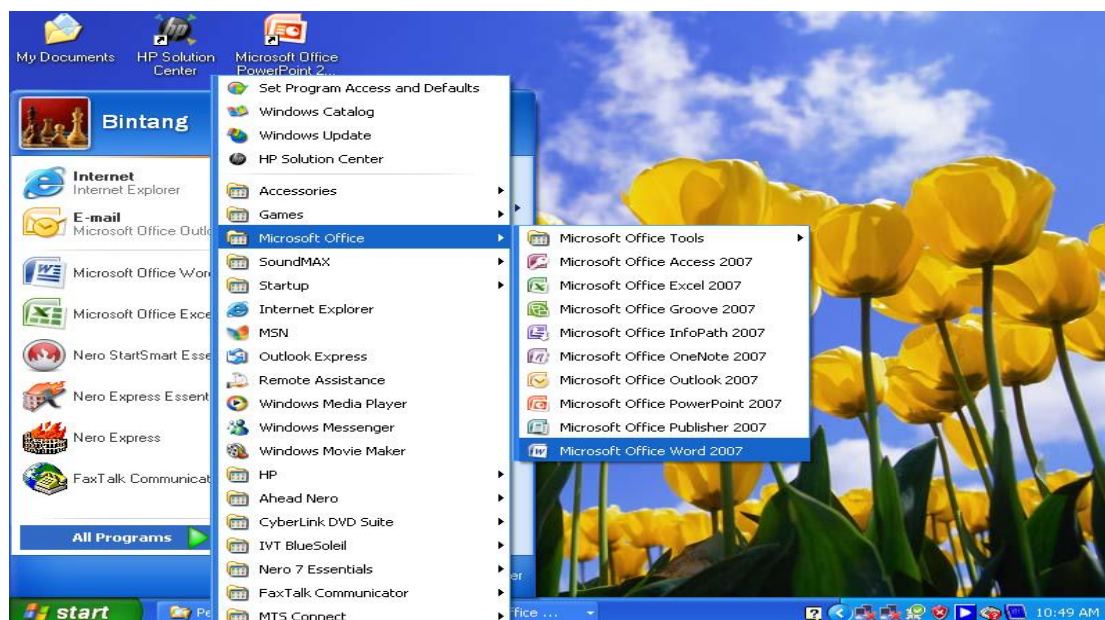 My Documents
HP Solution
Center
Microsoft Office
PowerPoint 2...
Bintang
Internet
Internet Explorer
E-mail
Microsoft Office Outlo
Microsoft Office Wor
Microsoft Office Exce
Nero StartSmart Esse
Nero Express Essent
Nero Express
FaxTalk Communicat
All Programs
Set Program Access and Defaults
Windows Catalog
Windows Update
HP Solution Center
Accessories
Games
Microsoft Office
SoundMAX
Startup
Internet Explorer
MSN
Outlook Express
Remote Assistance
Windows Media Player
Windows Messenger
Windows Movie Maker
HP
Ahead Nero
CyberLink DVD Suite
IVT BlueSoleil
Nero 7 Essentials
FaxTalk Communicator
MTS Connect
Microsoft Office Tools
Microsoft Office Access 2007
Microsoft Office Excel 2007
Microsoft Office Groove 2007
Microsoft Office InfoPath 2007
Microsoft Office OneNote 2007
Microsoft Office Outlook 2007
Microsoft Office PowerPoint 2007
Microsoft Office Publisher 2007
Microsoft Office Word 2007
er
start
Pe
ffice ...
10:49 AM